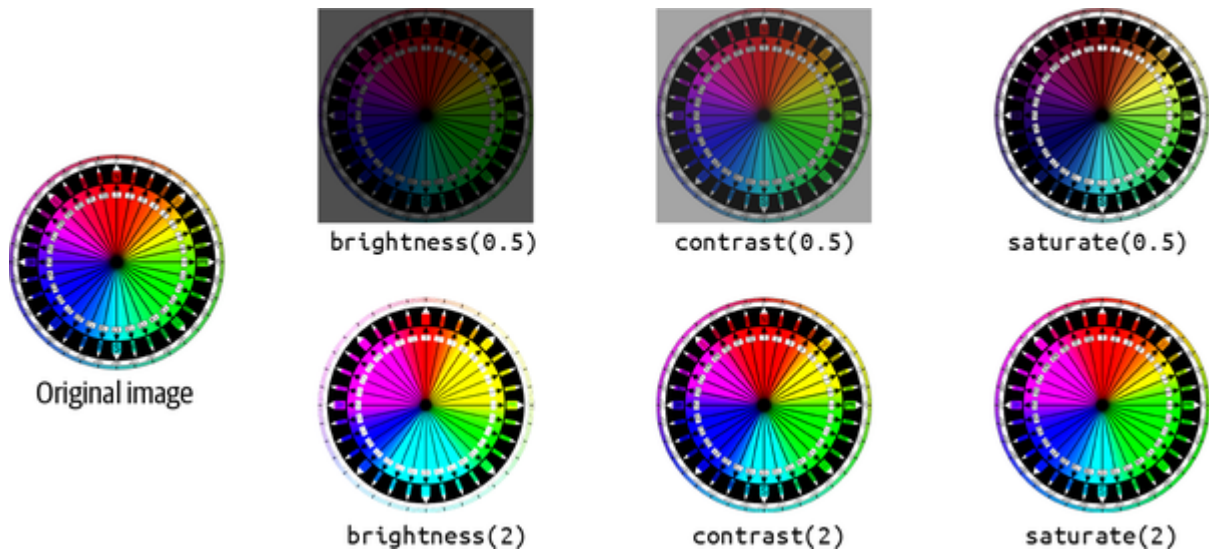 brightness(0.5)
contrast(0.5)
saturate(0.5)
Original image
brightness(2)
contrast(2)
saturate(2)